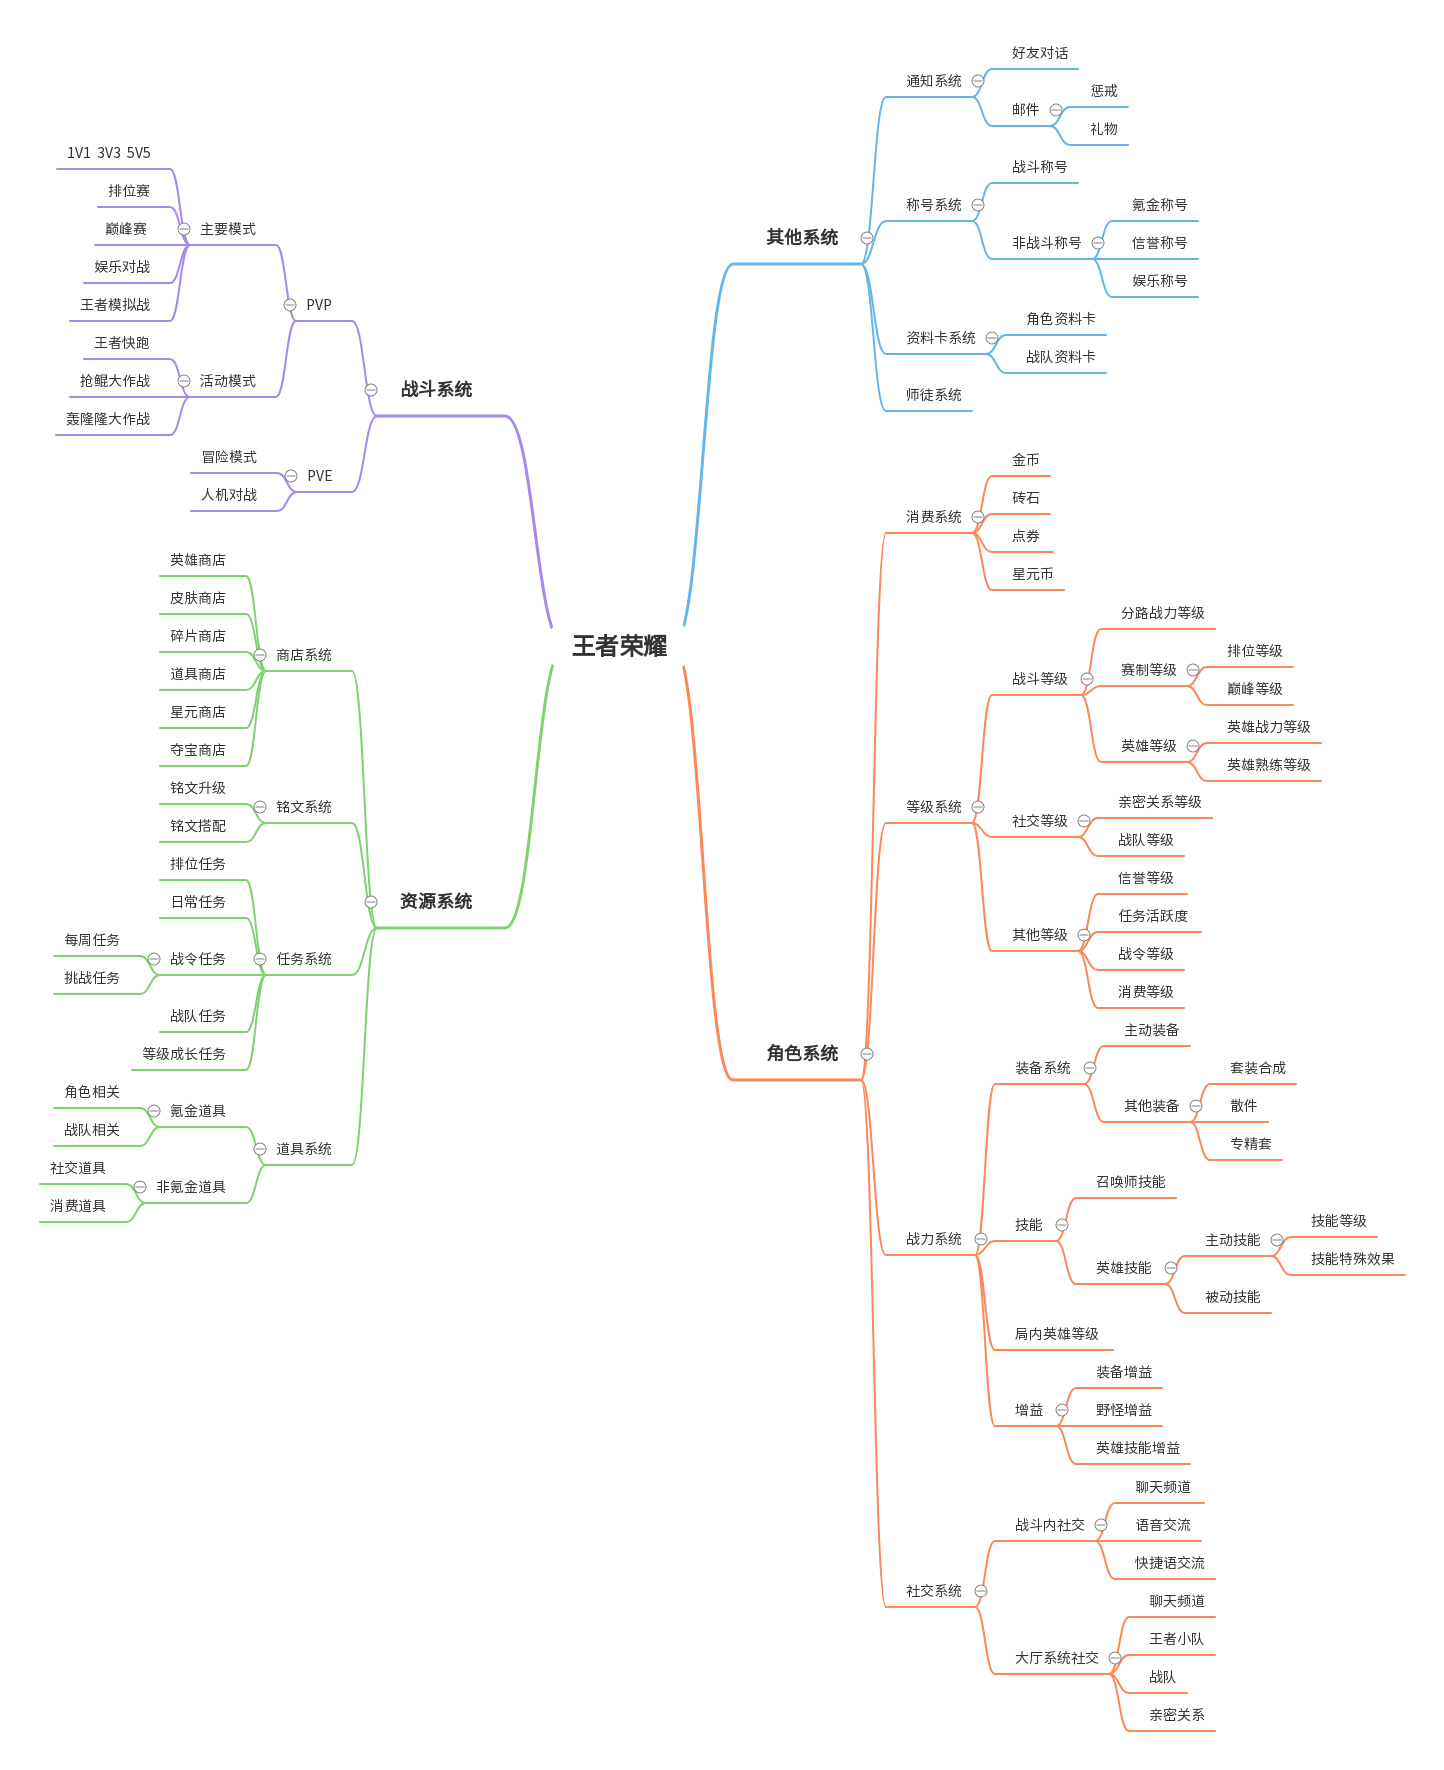 王者荣耀
战斗系统
PVP
主要模式
1V1 3V3 5V5
排位赛
巅峰赛
娱乐对战
王者模拟战
活动模式
王者快跑
抢鲲大作战
轰隆隆大作战
PVE
冒险模式
人机对战
资源系统
商店系统
英雄商店
皮肤商店
碎片商店
道具商店
星元商店
夺宝商店
铭文系统
铭文升级
铭文搭配
任务系统
排位任务
日常任务
战令任务
每周任务
挑战任务
战队任务
等级成长任务
道具系统
氪金道具
角色相关
战队相关
非氪金道具
社交道具
消费道具
其他系统
通知系统
好友对话
邮件
惩戒
礼物
称号系统
战斗称号
非战斗称号
氪金称号
信誉称号
娱乐称号
资料卡系统
角色资料卡
战队资料卡
师徒系统
角色系统
消费系统
金币
砖石
点券
星元币
等级系统
战斗等级
分路战力等级
赛制等级
排位等级
巅峰等级
英雄等级
英雄战力等级
英雄熟练等级
社交等级
亲密关系等级
战队等级
其他等级
信誉等级
任务活跃度
战令等级
消费等级
战力系统
装备系统
主动装备
其他装备
套装合成
散件
专精套
技能
召唤师技能
英雄技能
主动技能
技能等级
技能特殊效果
被动技能
局内英雄等级
增益
装备增益
野怪增益
英雄技能增益
社交系统
战斗内社交
聊天频道
语音交流
快捷语交流
大厅系统社交
聊天频道
王者小队
战队
亲密关系